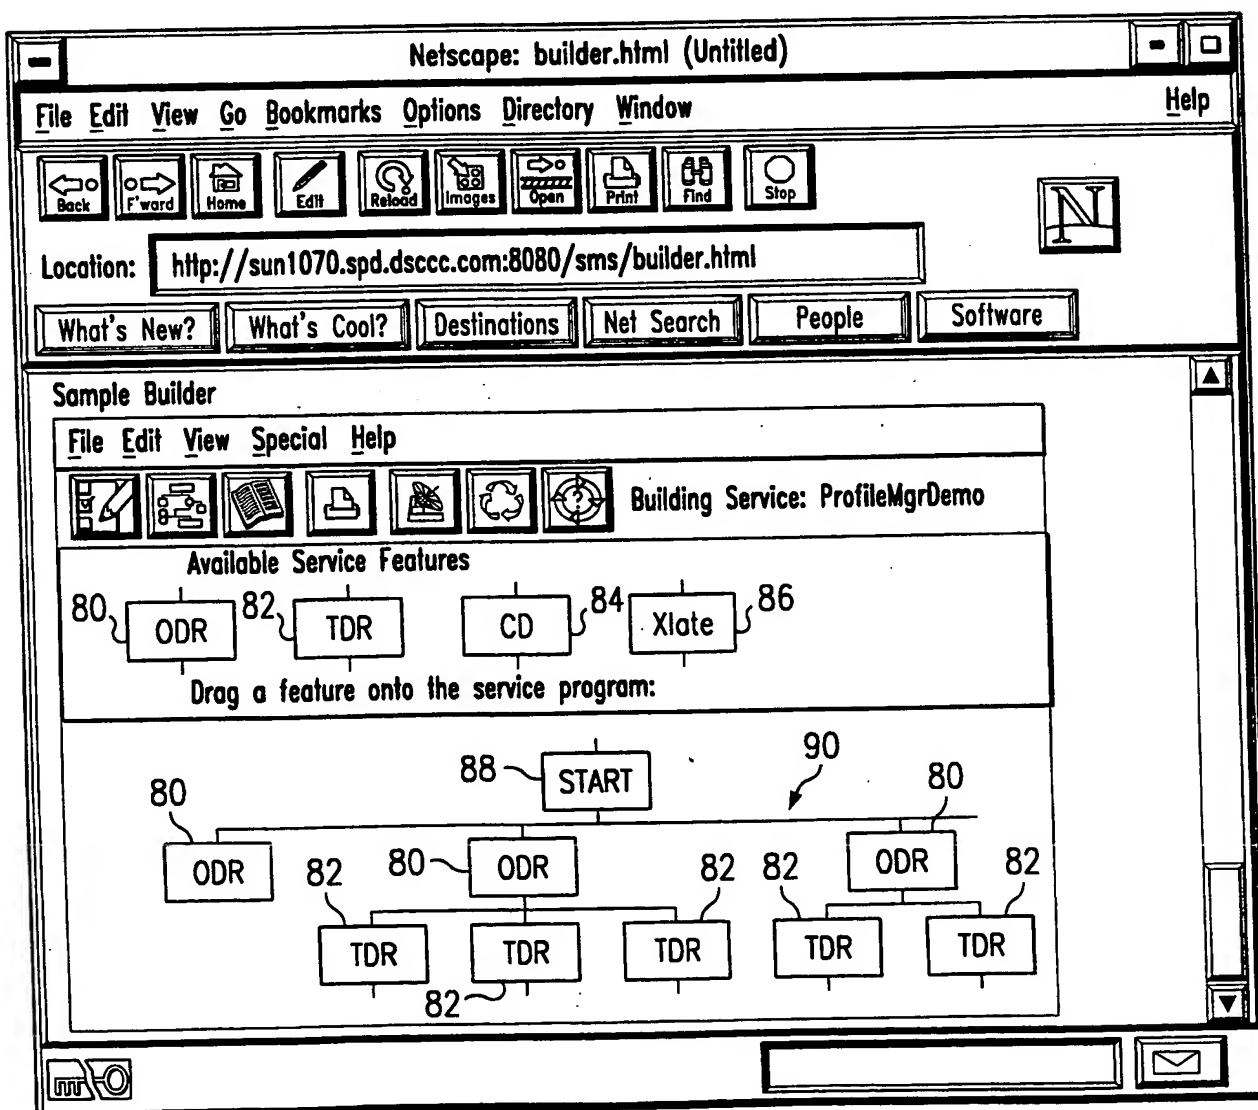 Netscape: builder.html (Untitled)
File Edit View Go Bookmarks Options Directory Window Help
Back F'ward Home Edit Reload Images Open Print Find Stop
N
Location: http://sun1070.spd.dsccc.com:8080/sms/builder.html
What's New? What's Cool? Destinations Net Search People Software
Sample Builder
File Edit View Special Help
? Building Service: ProfileMgrDemo
Available Service Features
80 ODR 82 TDR CD 84 Xlate 86
Drag a feature onto the service program:
88 START 90
80 80
ODR 82 80 ODR 82 82 ODR 82
TDR TDR TDR TDR TDR
82